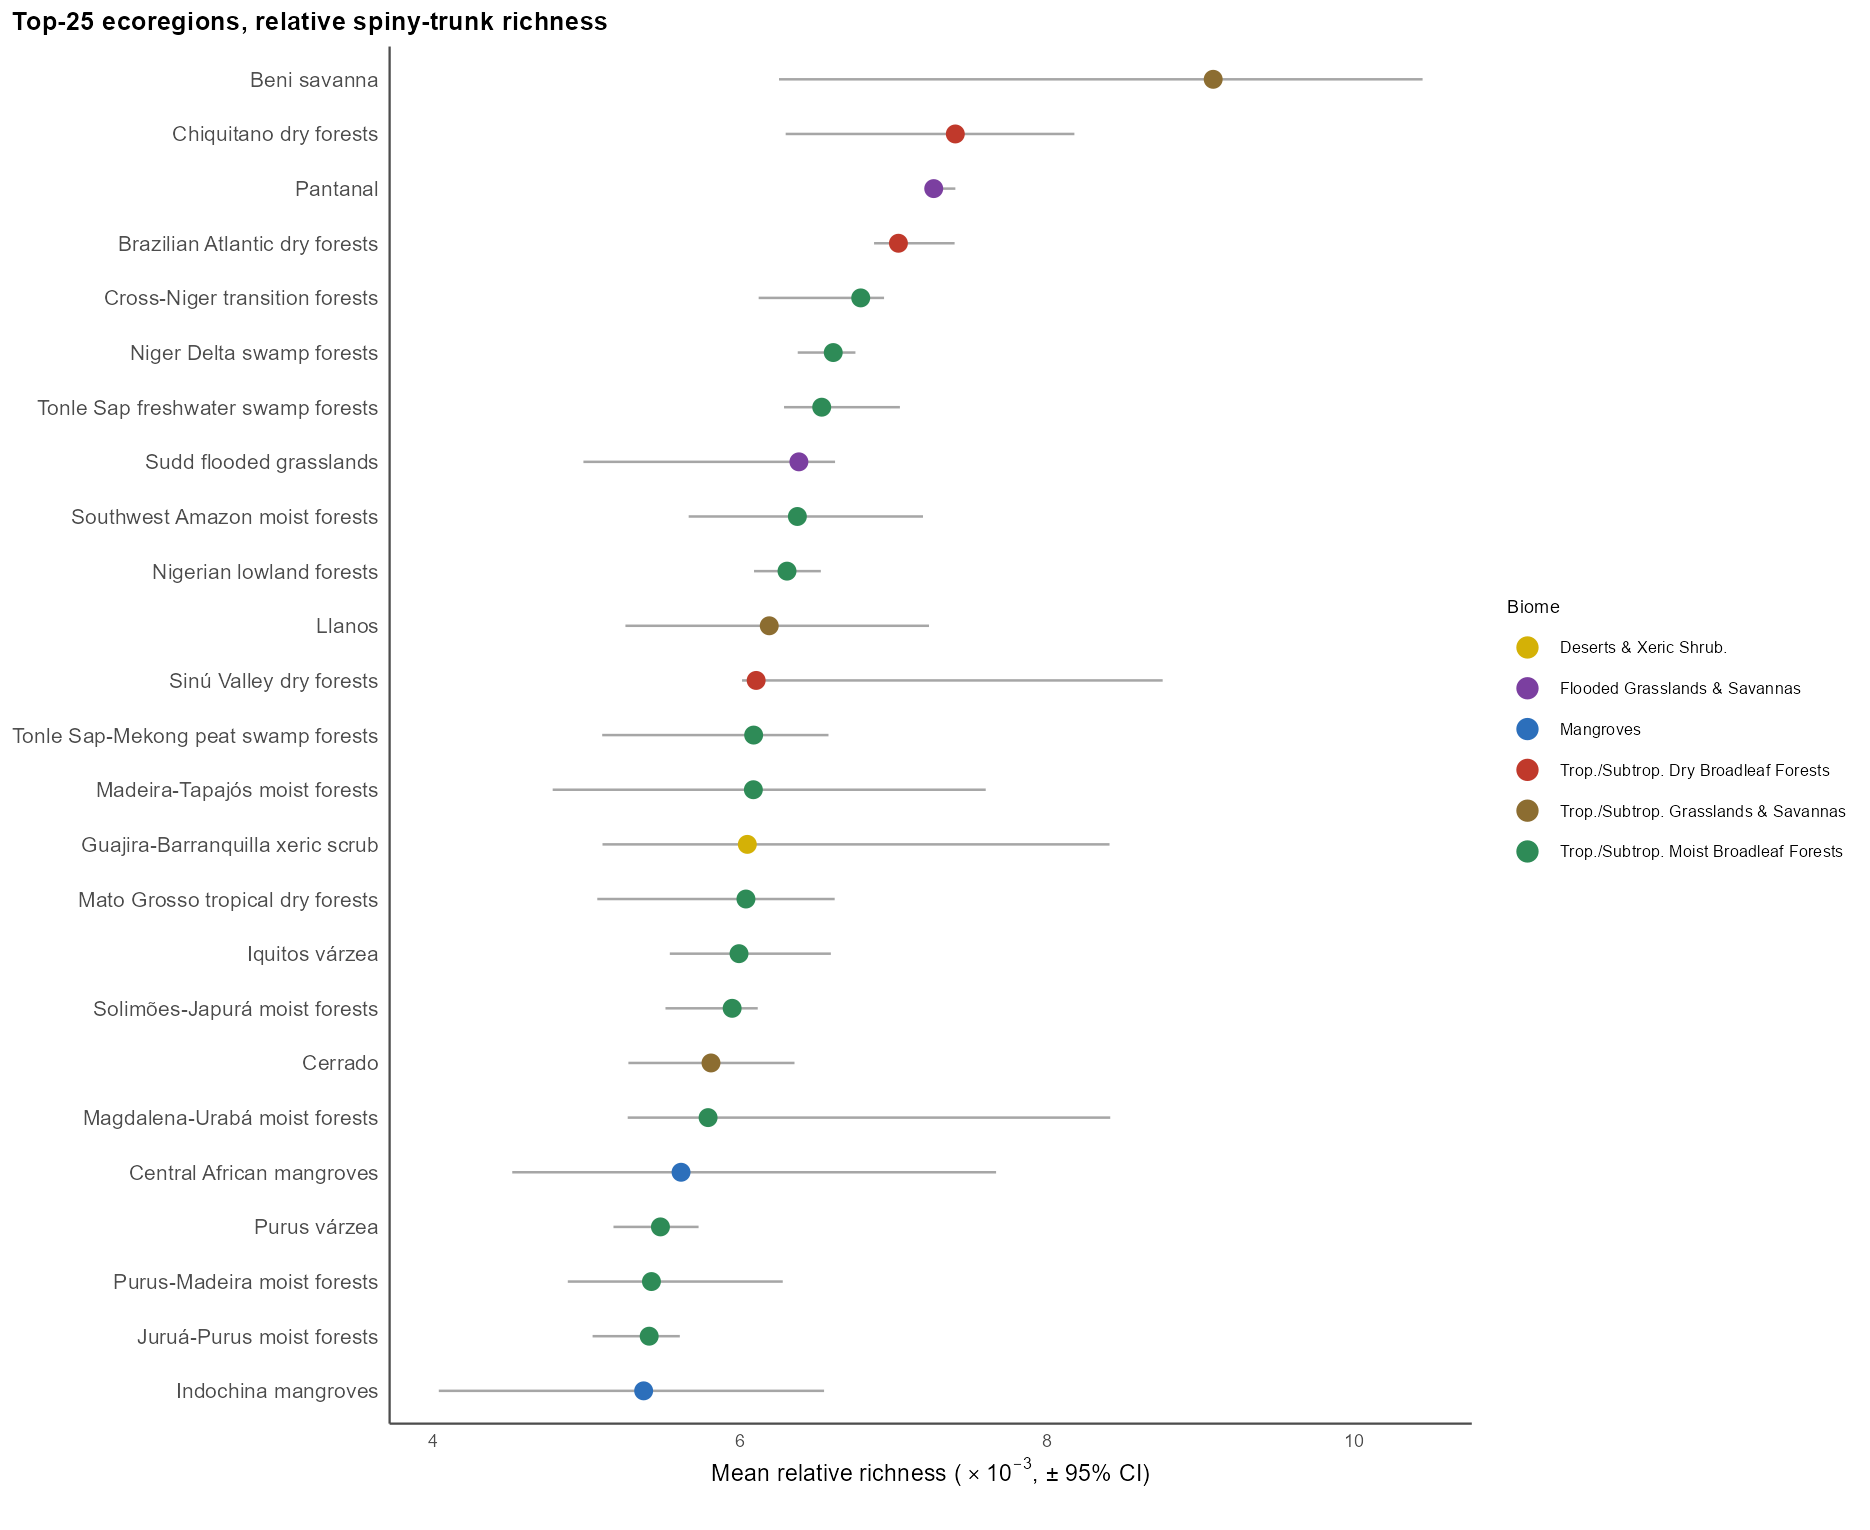 Top-25 ecoregions, relative spiny-trunk richness
Beni savanna
Chiquitano dry forests
Pantanal
Brazilian Atlantic dry forests
Cross-Niger transition forests
Niger Delta swamp forests
Tonle Sap freshwater swamp forests
Sudd flooded grasslands
Southwest Amazon moist forests
Nigerian lowland forests
Llanos
Sinú Valley dry forests
Tonle Sap-Mekong peat swamp forests
Madeira-Tapajós moist forests
Guajira-Barranquilla xeric scrub
Mato Grosso tropical dry forests
Iquitos várzea
Solimões-Japurá moist forests
Cerrado
Magdalena-Urabá moist forests
Central African mangroves
Purus várzea
Purus-Madeira moist forests
Juruá-Purus moist forests
Indochina mangroves
4 6 8 10
Mean relative richness ( × 10⁻³, ± 95% CI)
Biome
Deserts & Xeric Shrub.
Flooded Grasslands & Savannas
Mangroves
Trop./Subtrop. Dry Broadleaf Forests
Trop./Subtrop. Grasslands & Savannas
Trop./Subtrop. Moist Broadleaf Forests